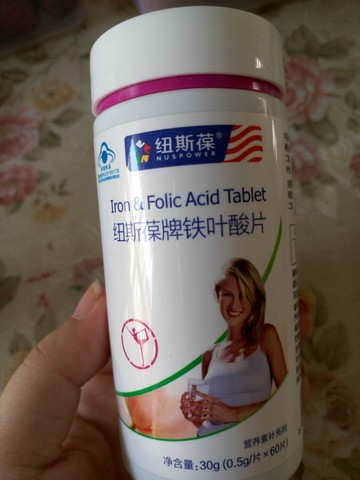 纽斯葆®
NUSPOWER
Iron & Folic Acid Tablet
纽斯葆牌铁叶酸片
营养素补充剂
净含量:30g (0.5g/片×60片)